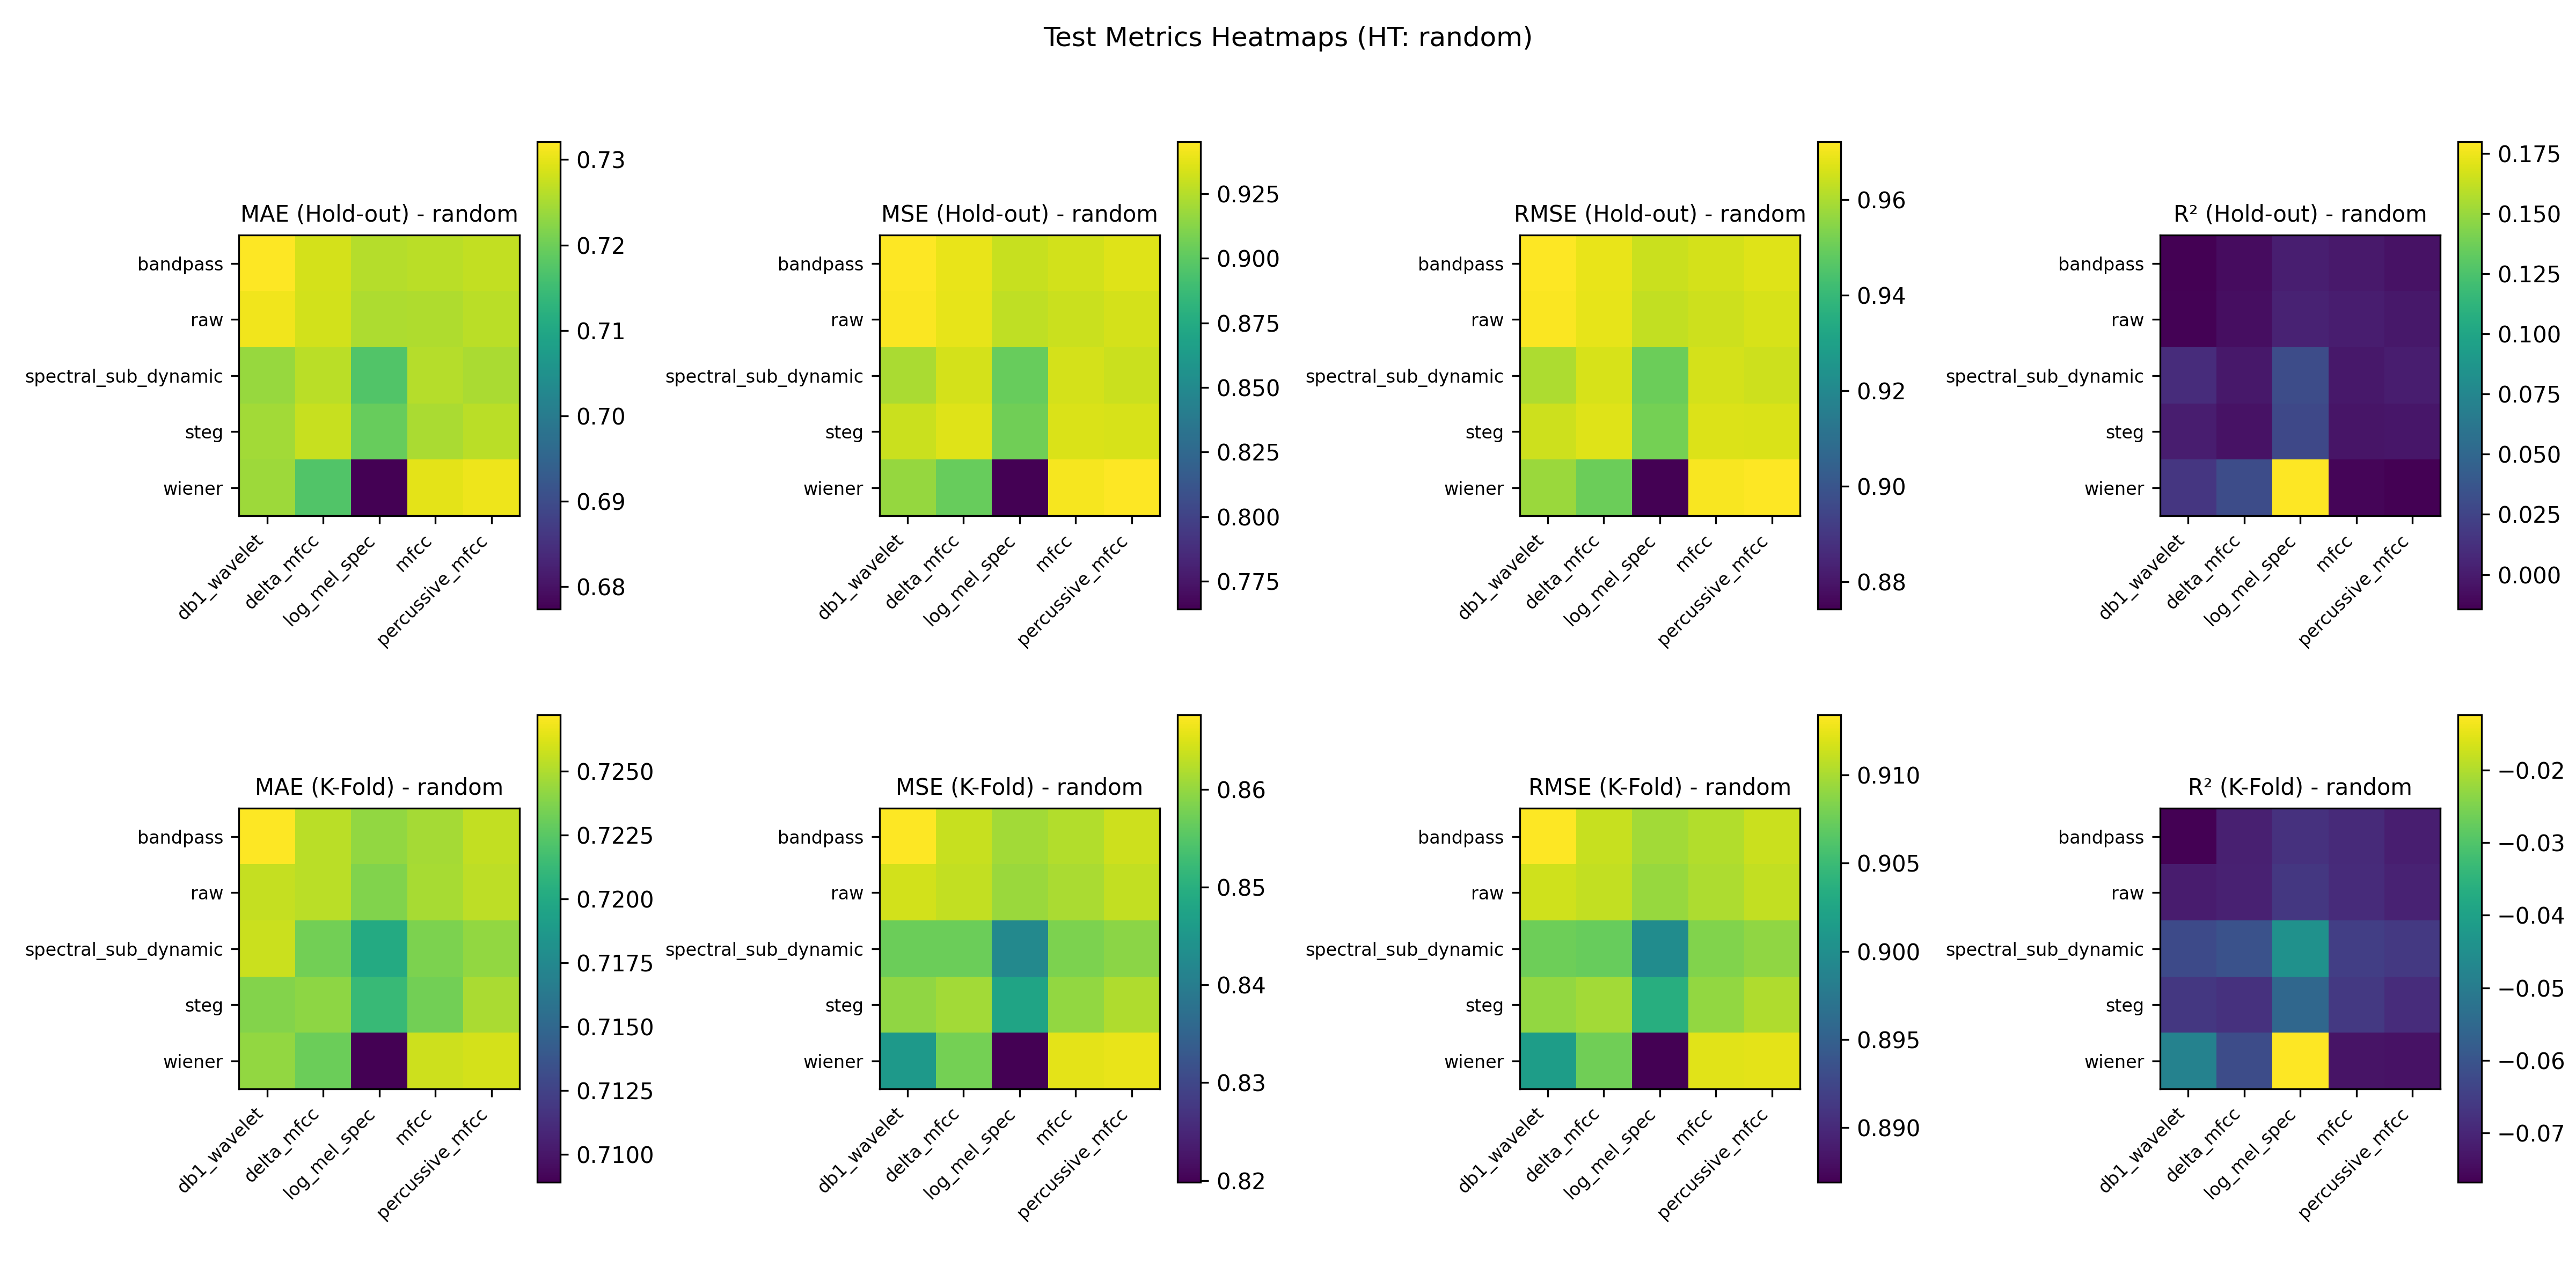 Test Metrics Heatmaps (HT: random)
MAE (Hold-out) - random
bandpass
raw
spectral_sub_dynamic
steg
wiener
db1_wavelet
delta_mfcc
log_mel_spec
mfcc
percussive_mfcc
0.73
0.72
0.71
0.70
0.69
0.68
MSE (Hold-out) - random
bandpass
raw
spectral_sub_dynamic
steg
wiener
db1_wavelet
delta_mfcc
log_mel_spec
mfcc
percussive_mfcc
0.925
0.900
0.875
0.850
0.825
0.800
0.775
RMSE (Hold-out) - random
bandpass
raw
spectral_sub_dynamic
steg
wiener
db1_wavelet
delta_mfcc
log_mel_spec
mfcc
percussive_mfcc
0.96
0.94
0.92
0.90
0.88
R² (Hold-out) - random
bandpass
raw
spectral_sub_dynamic
steg
wiener
db1_wavelet
delta_mfcc
log_mel_spec
mfcc
percussive_mfcc
0.175
0.150
0.125
0.100
0.075
0.050
0.025
0.000
MAE (K-Fold) - random
bandpass
raw
spectral_sub_dynamic
steg
wiener
db1_wavelet
delta_mfcc
log_mel_spec
mfcc
percussive_mfcc
0.7250
0.7225
0.7200
0.7175
0.7150
0.7125
0.7100
MSE (K-Fold) - random
bandpass
raw
spectral_sub_dynamic
steg
wiener
db1_wavelet
delta_mfcc
log_mel_spec
mfcc
percussive_mfcc
0.86
0.85
0.84
0.83
0.82
RMSE (K-Fold) - random
bandpass
raw
spectral_sub_dynamic
steg
wiener
db1_wavelet
delta_mfcc
log_mel_spec
mfcc
percussive_mfcc
0.910
0.905
0.900
0.895
0.890
R² (K-Fold) - random
bandpass
raw
spectral_sub_dynamic
steg
wiener
db1_wavelet
delta_mfcc
log_mel_spec
mfcc
percussive_mfcc
−0.02
−0.03
−0.04
−0.05
−0.06
−0.07